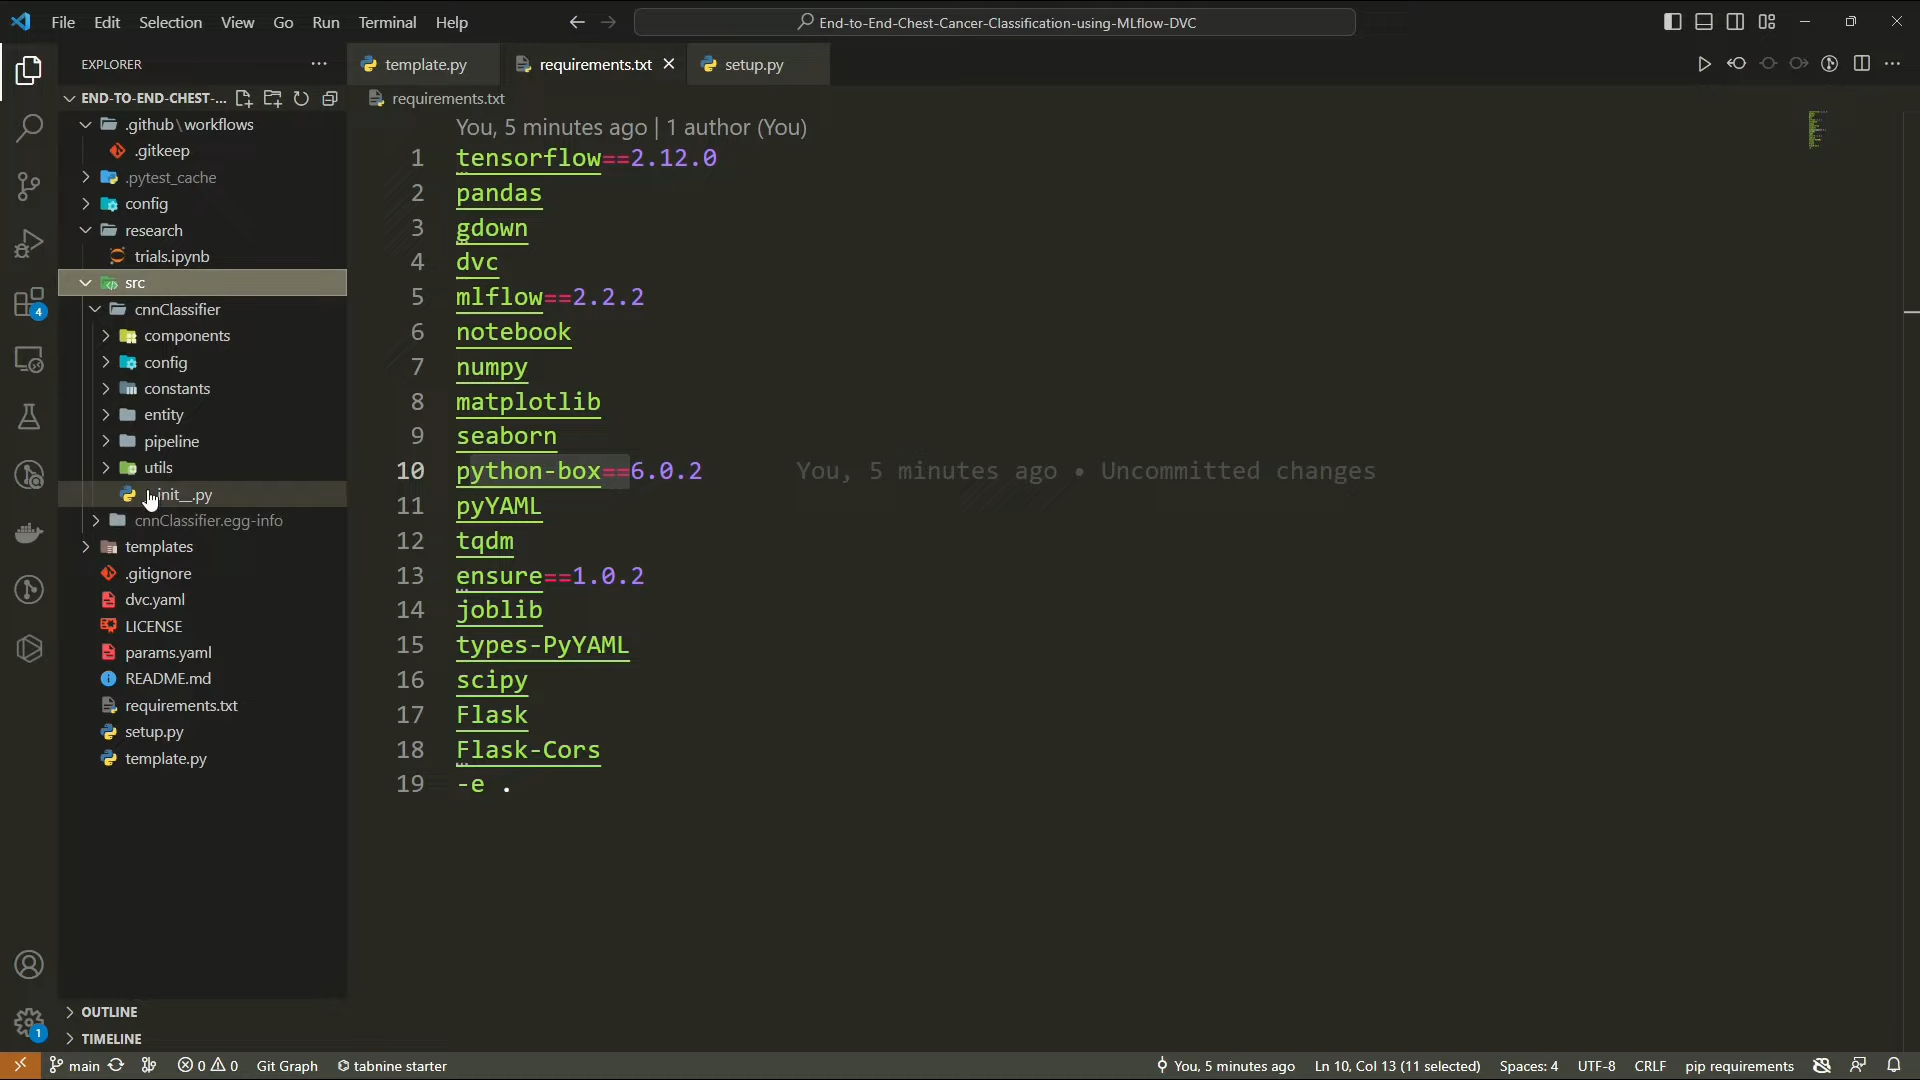 File Edit Selection View Go Run Terminal Help
End-to-End-Chest-Cancer-Classification-using-MLflow-DVC
EXPLORER
END-TO-END-CHEST-...
.github\workflows
.gitkeep
.pytest_cache
config
research
trials.ipynb
src
cnnClassifier
components
config
constants
entity
pipeline
utils
init__.py
cnnClassifier.egg-info
templates
.gitignore
dvc.yaml
LICENSE
params.yaml
README.md
requirements.txt
setup.py
template.py
OUTLINE
TIMELINE
4
1
template.py requirements.txt setup.py
requirements.txt
You, 5 minutes ago | 1 author (You)
1 tensorflow==2.12.0
2 pandas
3 gdown
4 dvc
5 mlflow==2.2.2
6 notebook
7 numpy
8 matplotlib
9 seaborn
10 python-box==6.0.2 You, 5 minutes ago • Uncommitted changes
11 pyYAML
12 tqdm
13 ensure==1.0.2
14 joblib
15 types-PyYAML
16 scipy
17 Flask
18 Flask-Cors
19 -e .
main 0 0 Git Graph tabnine starter You, 5 minutes ago Ln 10, Col 13 (11 selected) Spaces: 4 UTF-8 CRLF pip requirements